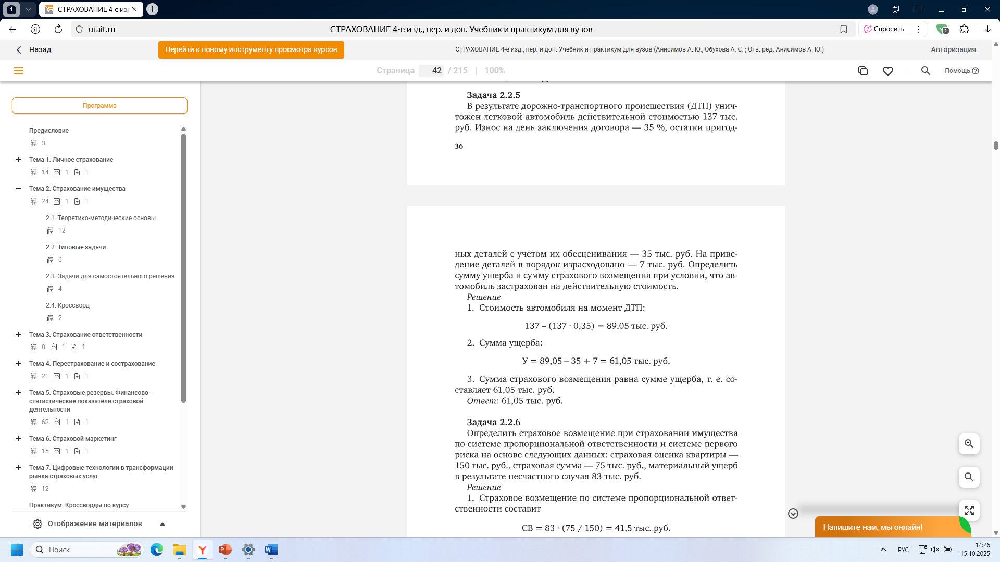 1
СТРАХОВАНИЕ 4-е из
urait.ru
СТРАХОВАНИЕ 4-е изд., пер. и доп. Учебник и практикум для вузов
Спросить
2
Назад
Перейти к новому инструменту просмотра курсов
СТРАХОВАНИЕ 4-е изд., пер. и доп. Учебник и практикум для вузов (Анисимов А. Ю., Обухова А. С. ; Отв. ред. Анисимов А. Ю.)
Авторизация
Страница 42 / 215 100%
Помощь
Программа
Предисловие
3
Тема 1. Личное страхование
14 1 1
Тема 2. Страхование имущества
24 1 1
2.1. Теоретико-методические основы
12
2.2. Типовые задачи
6
2.3. Задачи для самостоятельного решения
4
2.4. Кроссворд
2
Тема 3. Страхование ответственности
8 1 1
Тема 4. Перестрахование и сострахование
21 1 1
Тема 5. Страховые резервы. Финансово-
статистические показатели страховой
деятельности
68 1 1
Тема 6. Страховой маркетинг
15 1 1
Тема 7. Цифровые технологии в трансформации
рынка страховых услуг
12
Практикум. Кроссворды по курсу
Отображение материалов
Задача 2.2.5
В результате дорожно-транспортного происшествия (ДТП) унич-
тожен легковой автомобиль действительной стоимостью 137 тыс.
руб. Износ на день заключения договора — 35 %, остатки пригод-
36
ных деталей с учетом их обесценивания — 35 тыс. руб. На приве-
дение деталей в порядок израсходовано — 7 тыс. руб. Определить
сумму ущерба и сумму страхового возмещения при условии, что ав-
томобиль застрахован на действительную стоимость.
Решение
1. Стоимость автомобиля на момент ДТП:
137 – (137 · 0,35) = 89,05 тыс. руб.
2. Сумма ущерба:
У = 89,05 – 35 + 7 = 61,05 тыс. руб.
3. Сумма страхового возмещения равна сумме ущерба, т. е. со-
ставляет 61,05 тыс. руб.
Ответ: 61,05 тыс. руб.
Задача 2.2.6
Определить страховое возмещение при страховании имущества
по системе пропорциональной ответственности и системе первого
риска на основе следующих данных: страховая оценка квартиры —
150 тыс. руб., страховая сумма — 75 тыс. руб., материальный ущерб
в результате несчастного случая 83 тыс. руб.
Решение
1. Страховое возмещение по системе пропорциональной ответ-
ственности составит
СВ = 83 · (75 / 150) = 41,5 тыс. руб.
Напишите нам, мы онлайн!
Поиск
РУС
14:26
15.10.2025